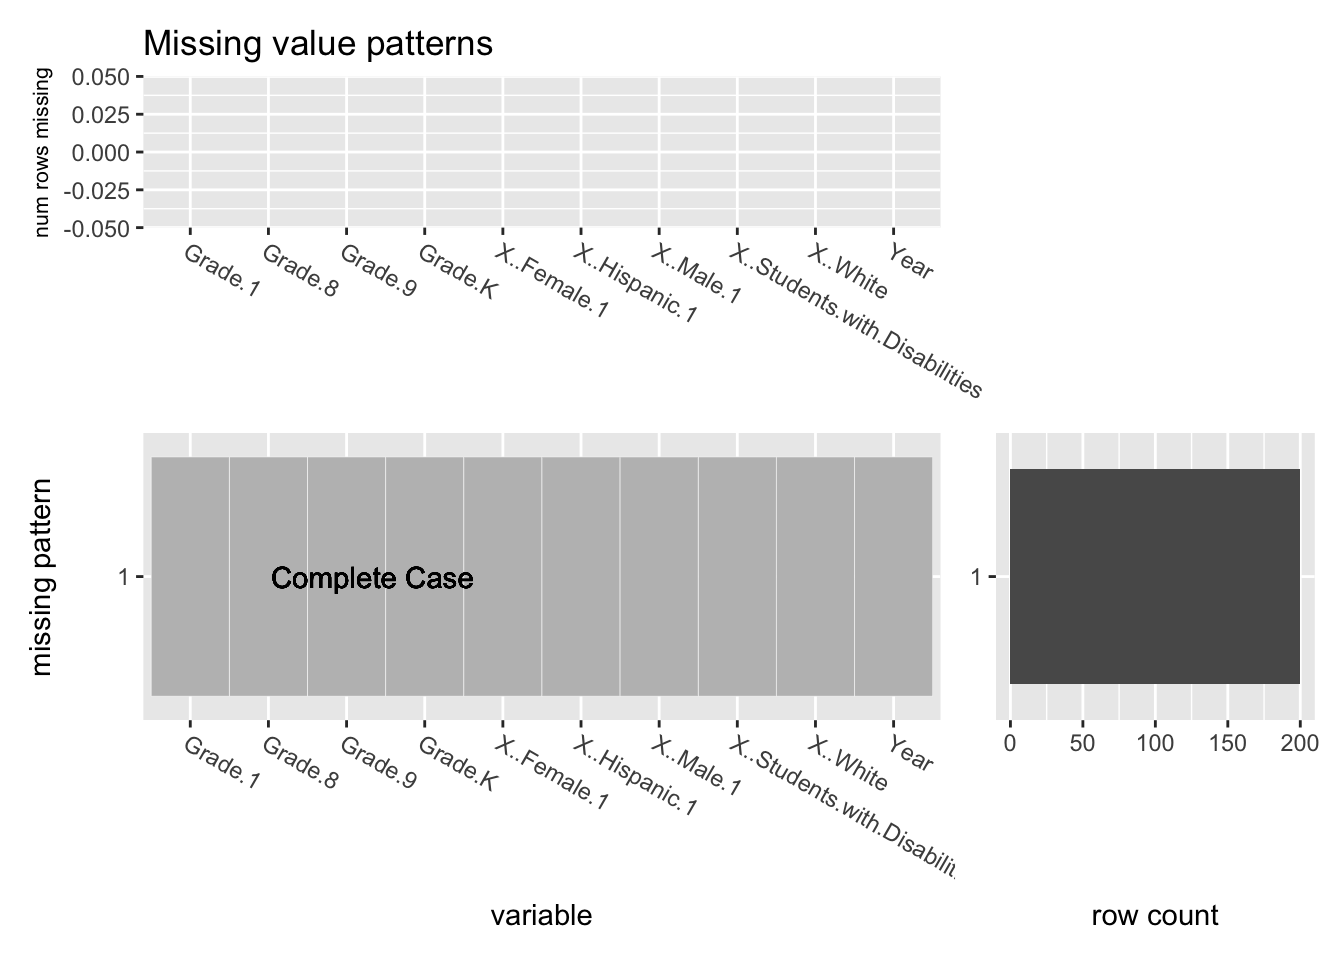 Missing value patterns
num rows missing
0.050
0.025
0.000
-0.025
-0.050
Grade.1
Grade.8
Grade.9
Grade.K
X..Female.1
X..Hispanic.1
X..Male.1
X..Students.with.Disabilities
X..White
Year
missing pattern
1
Complete Case
Grade.1
Grade.8
Grade.9
Grade.K
X..Female.1
X..Hispanic.1
X..Male.1
X..Students.with.Disabilit
X..White
Year
variable
1
0
50
100
150
200
row count